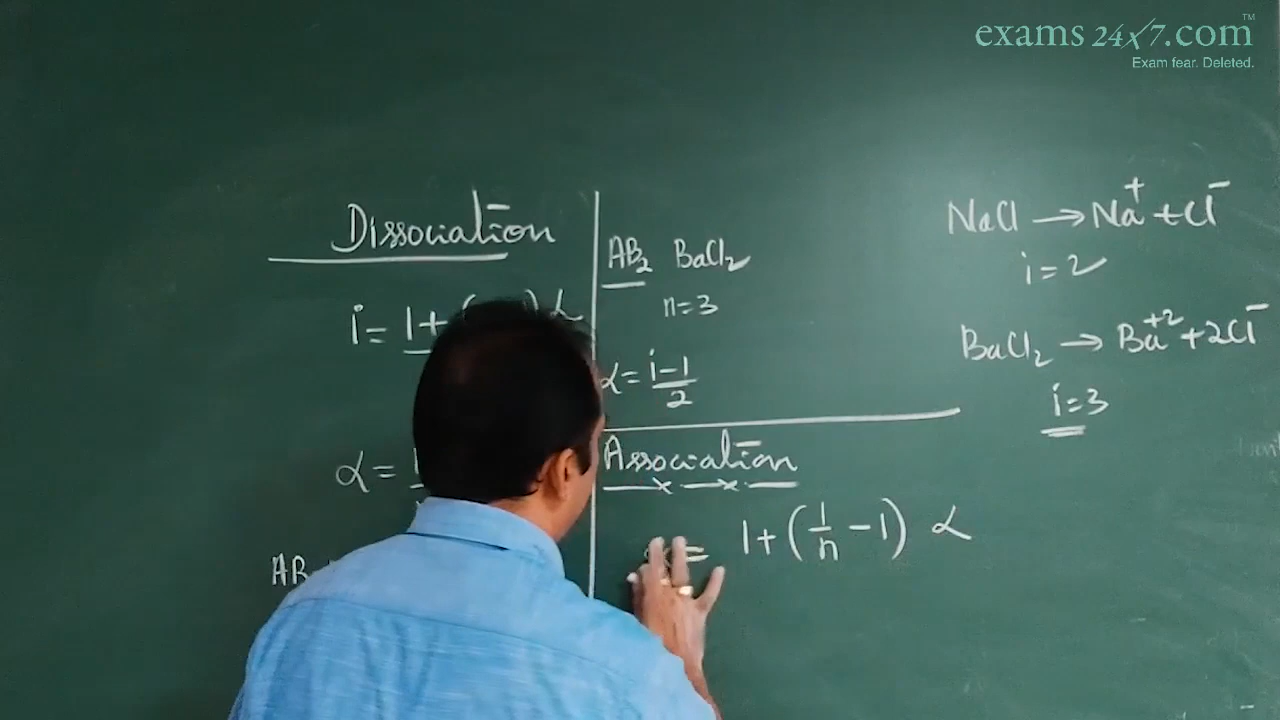 exams 24x7.com™
Exam fear. Deleted.
Dissociation
i = 1+
α
α =
AB
AB₂ BaCl₂
n=3
α = i-1/2
Association
= 1+(1/n -1) α
NaCl → Na⁺ + Cl⁻
i = 2
BaCl₂ → Ba⁺² + 2Cl⁻
i = 3